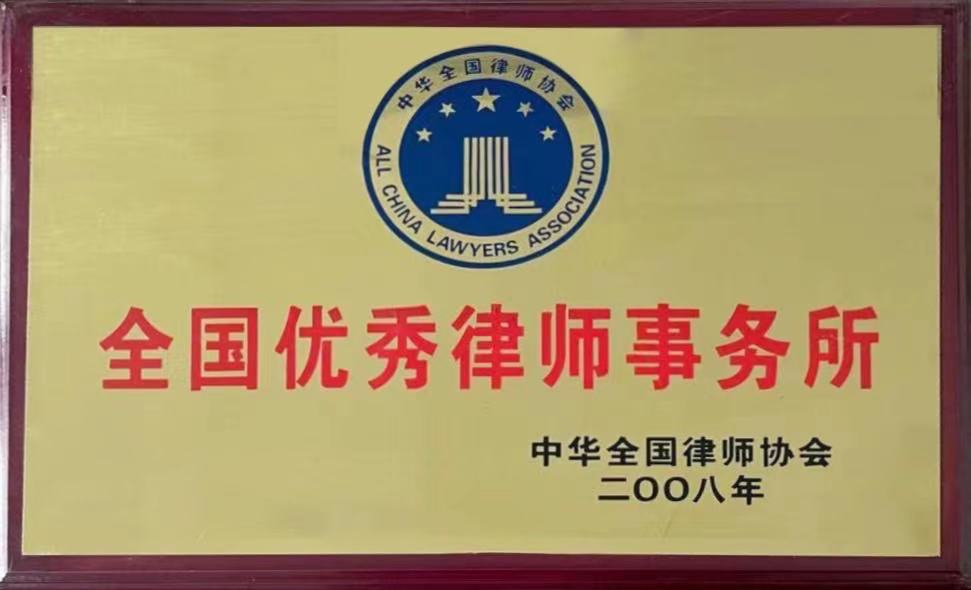 中华全国律师协会
ALL CHINA LAWYERS ASSOCIATION
全国优秀律师事务所
中华全国律师协会
二OO八年